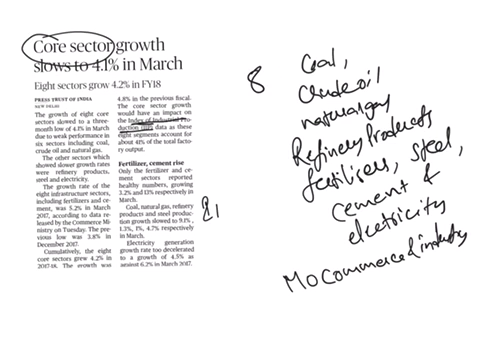 Core sector growth
slows to 4.1% in March
Eight sectors grow 4.2% in FY18
PRESS TRUST OF INDIA
NEW DELHI
The growth of eight core
sectors slowed to a three-
month low of 4.1% in March
due to weak performance in
six sectors including coal,
crude oil and natural gas.
The other sectors which
showed slower growth
rates were refinery products,
steel and electricity.
The growth rate of the
eight infrastructure sectors,
including fertilizers and ce-
ment, was 5.2% in March
2017, according to data re-
leased by the Commerce Mi-
nistry on Tuesday. The pre-
vious low was 3.8% in
December 2017.
Cumulatively, the eight
core sectors grew 4.2% in
2017-18. The growth was
4.8% in the previous fiscal.
The core sector growth
would have an impact on
the Index of Industrial Pro-
duction (IIP) data as these
eight segments account for
about 41% of the total facto-
ry output.
Fertilizer, cement rise
Only the fertilizer and ce-
ment sectors reported
healthy numbers, growing
3.2% and 13% respectively in
March.
Coal, natural gas, refinery
products and steel produc-
tion growth slowed to 9.1%,
1.3%, 1%, 4.7% respectively
in March.
Electricity generation
growth rate too decelerated
to a growth of 4.5% as
against 6.2% in March 2017.
8
Coal,
Crude oil
natural gas
Refinery Products
fertilisers, steel,
cement &
electricity
Mo Commerce & industry